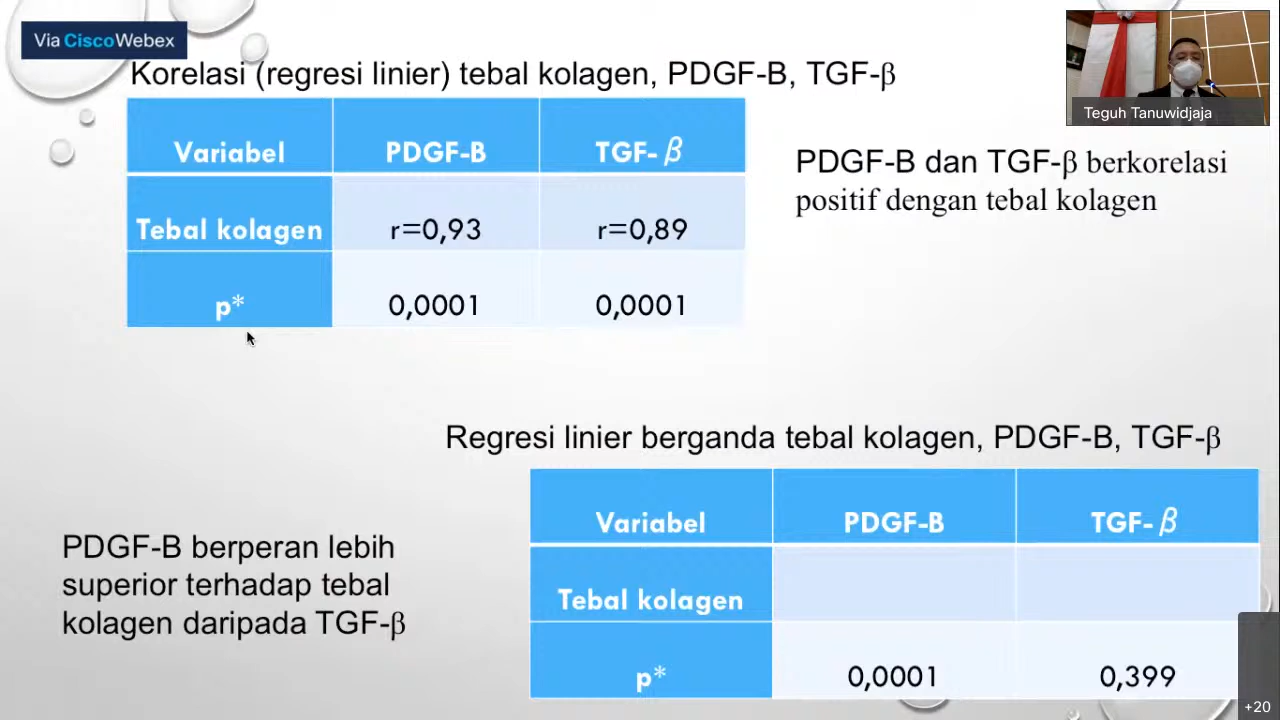 Via CiscoWebex
Korelasi (regresi linier) tebal kolagen, PDGF-B, TGF-β
Teguh Tanuwidjaja
Variabel PDGF-B TGF-β
Tebal kolagen r=0,93 r=0,89
p* 0,0001 0,0001
PDGF-B dan TGF-β berkorelasi
positif dengan tebal kolagen
Regresi linier berganda tebal kolagen, PDGF-B, TGF-β
Variabel PDGF-B TGF-β
Tebal kolagen
p* 0,0001 0,399
PDGF-B berperan lebih
superior terhadap tebal
kolagen daripada TGF-β
+20